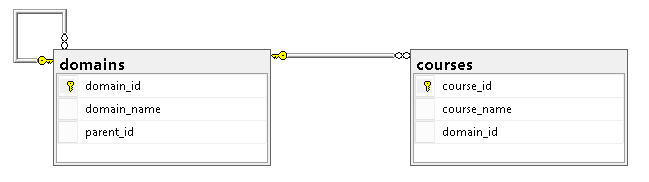 domains
domain_id
domain_name
parent_id
courses
course_id
course_name
domain_id